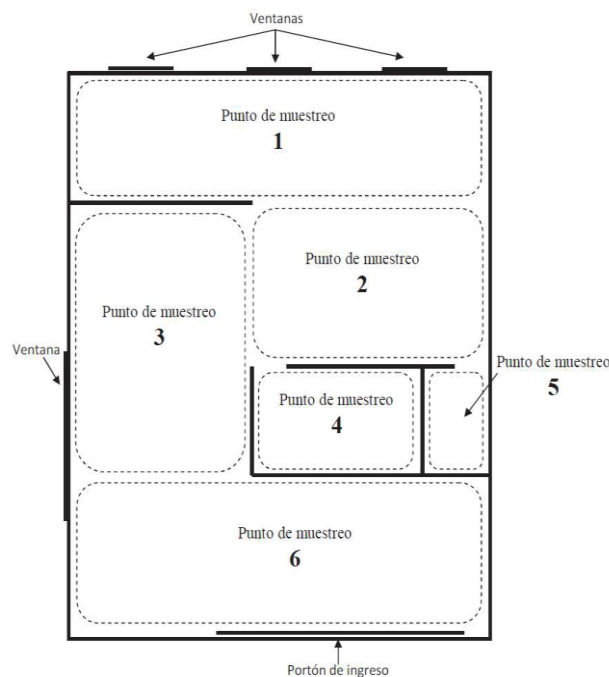 Ventanas
Punto de muestreo
1
Punto de muestreo
2
Punto de muestreo
3
Ventana
Punto de muestreo
5
Punto de muestreo
4
Punto de muestreo
6
Portón de ingreso